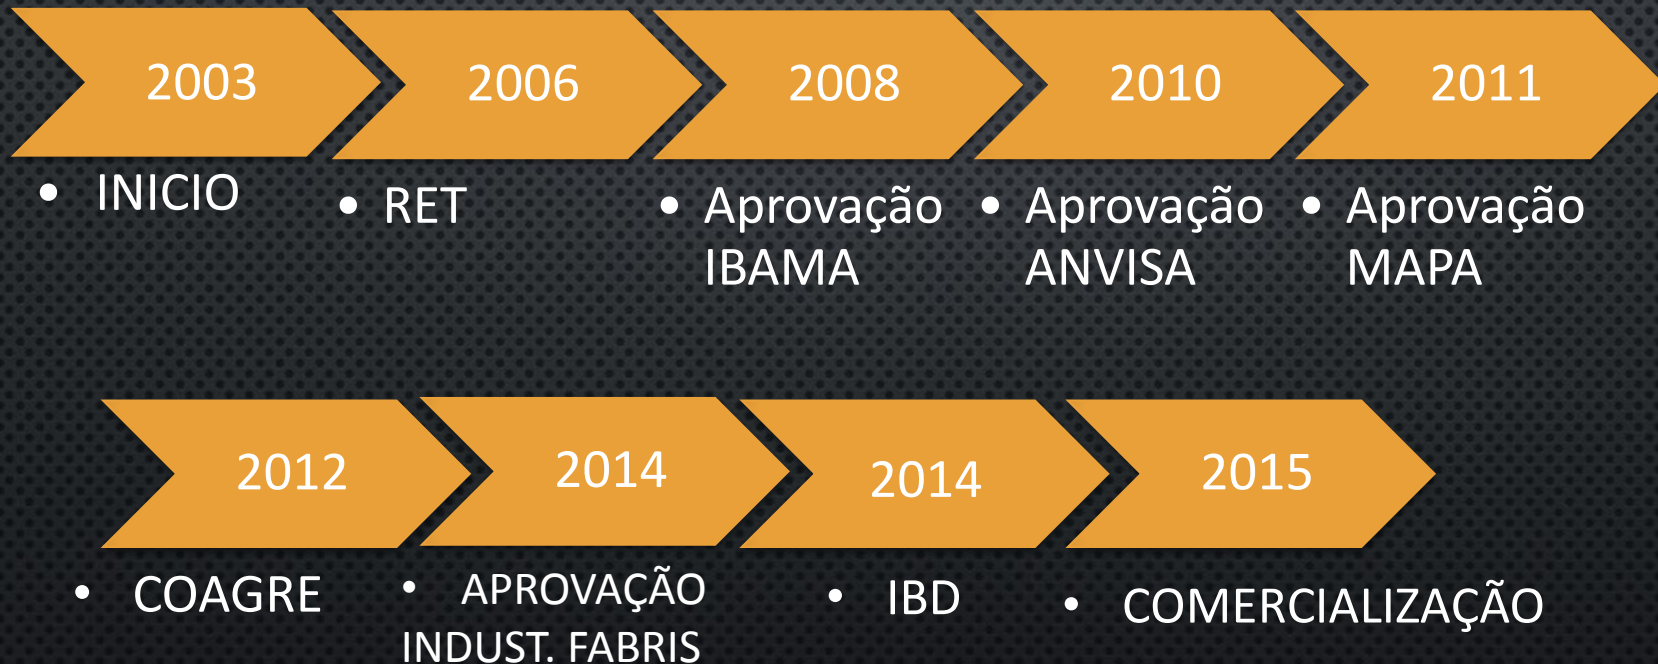 2003
2006
2008
2010
2011
• INICIO
• RET
• Aprovação
IBAMA
• Aprovação
ANVISA
• Aprovação
MAPA
2012
2014
2014
2015
• COAGRE
• APROVAÇÃO
INDUST. FABRIS
• IBD
• COMERCIALIZAÇÃO